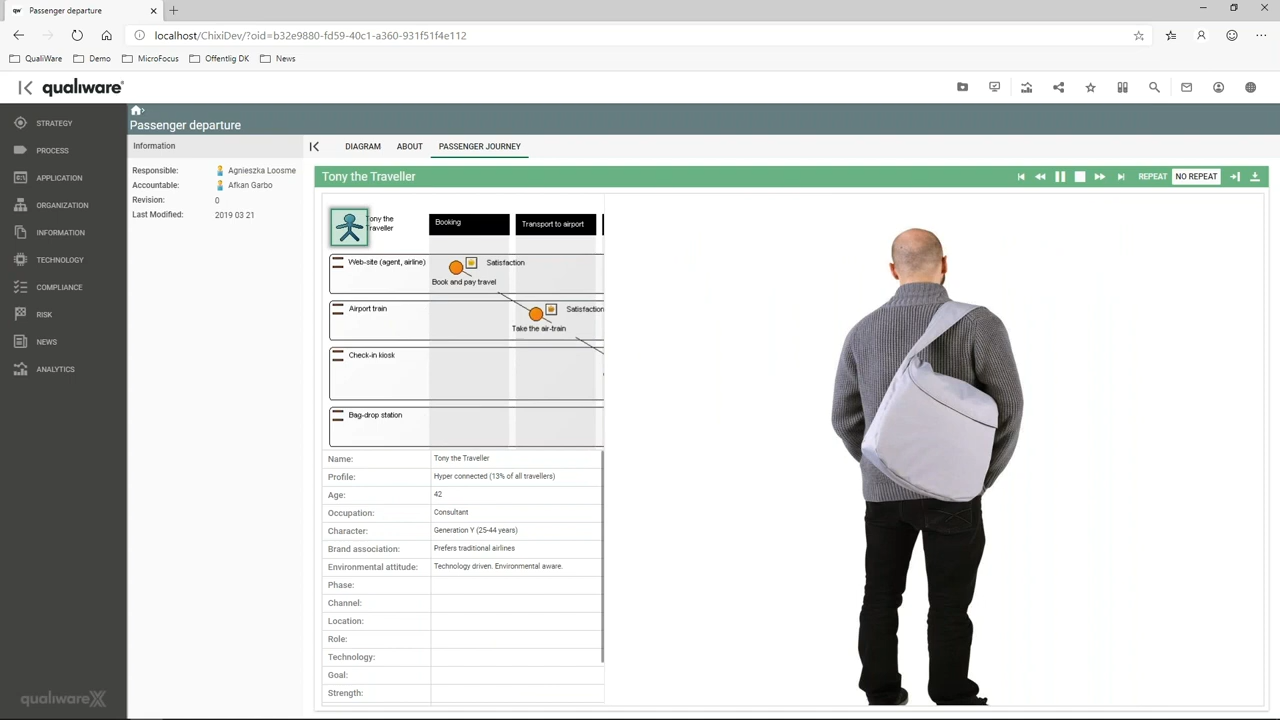 qw Passenger departure
localhost/ChixiDev/?oid=b32e9880-fd59-40c1-a360-931f51f4e112
QualiWare Demo MicroFocus Offentlig DK News
qualiware®
Passenger departure
STRATEGY
PROCESS
APPLICATION
ORGANIZATION
INFORMATION
TECHNOLOGY
COMPLIANCE
RISK
NEWS
ANALYTICS
qualiwareX
Information
Responsible: Agnieszka Loosme
Accountable: Afkan Garbo
Revision: 0
Last Modified: 2019 03 21
DIAGRAM ABOUT PASSENGER JOURNEY
Tony the Traveller
REPEAT NO REPEAT
Tony the
Traveller
Booking
Transport to airport
Web-site (agent, airline)
Satisfaction
Book and pay travel
Airport train
Satisfaction
Take the air-train
Check-in kiosk
Bag-drop station
Name: Tony the Traveller
Profile: Hyper connected (13% of all travellers)
Age: 42
Occupation: Consultant
Character: Generation Y (25-44 years)
Brand association: Prefers traditional airlines
Environmental attitude: Technology driven. Environmental aware.
Phase:
Channel:
Location:
Role:
Technology:
Goal:
Strength: